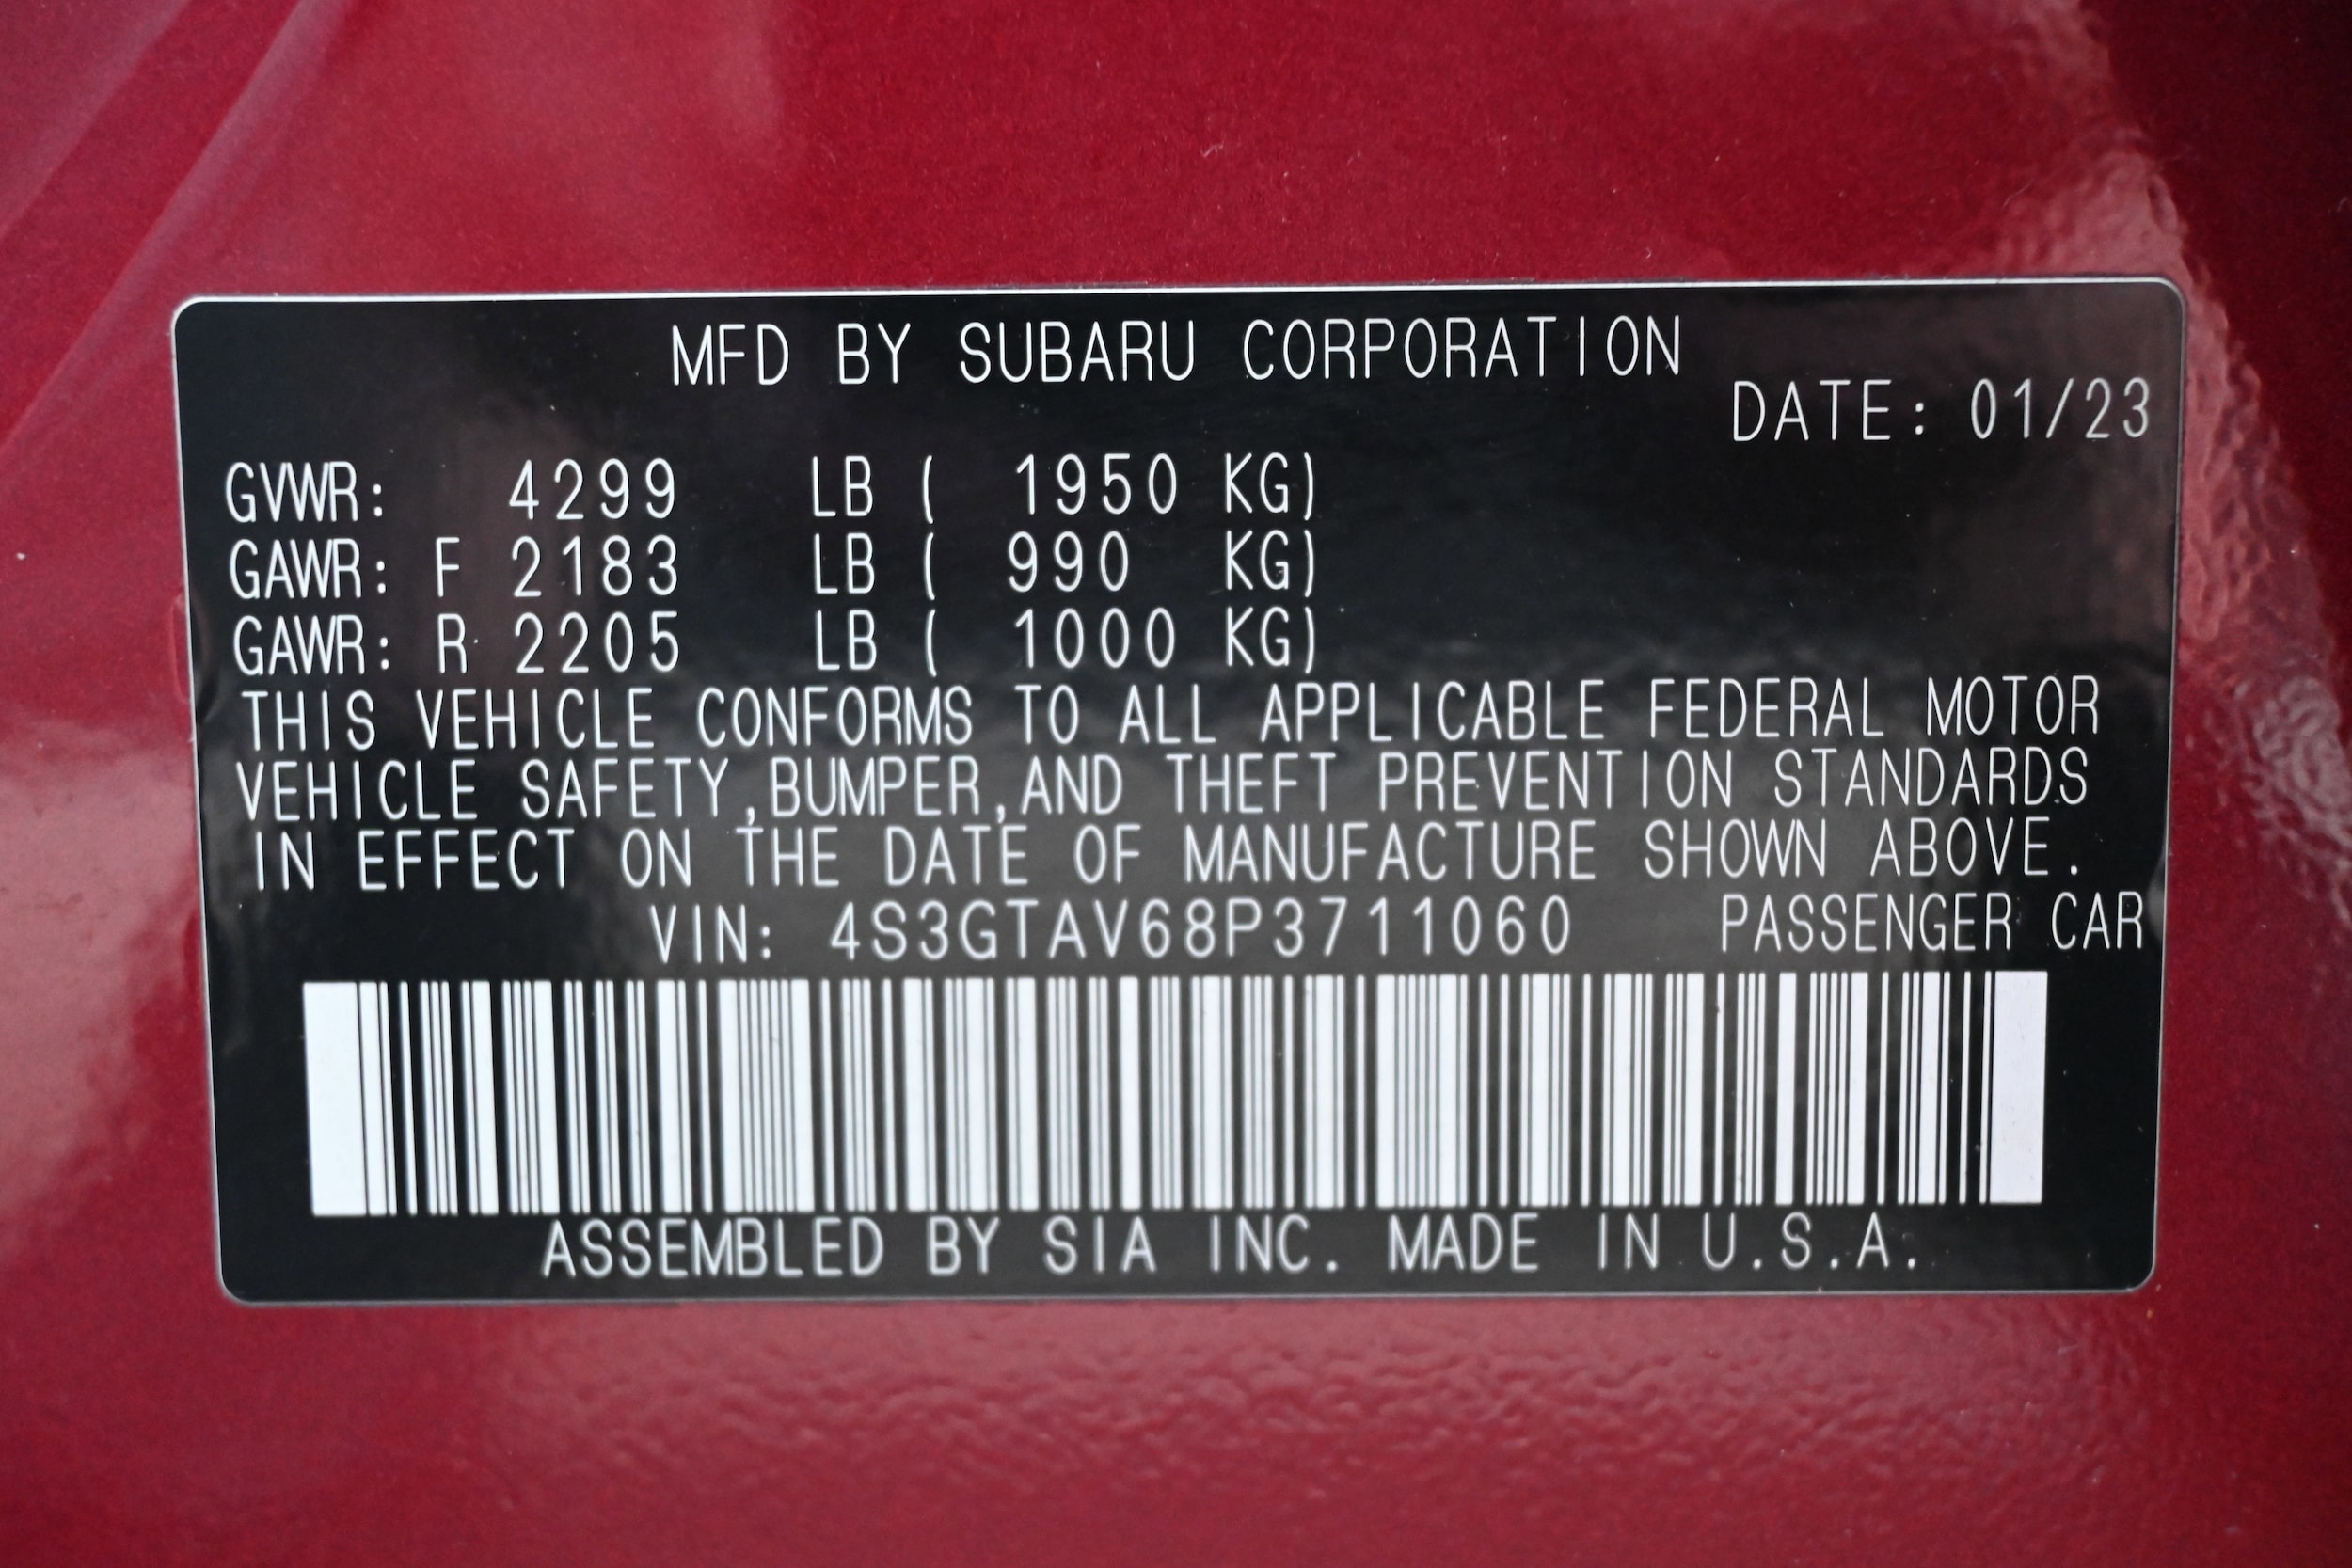 MFD BY SUBARU CORPORATION
DATE: 01/23
GVWR: 4299 LB ( 1950 KG)
GAWR: F 2183 LB ( 990 KG)
GAWR: R 2205 LB ( 1000 KG)
THIS VEHICLE CONFORMS TO ALL APPLICABLE FEDERAL MOTOR
VEHICLE SAFETY,BUMPER,AND THEFT PREVENTION STANDARDS
IN EFFECT ON THE DATE OF MANUFACTURE SHOWN ABOVE.
VIN: 4S3GTAV68P3711060 PASSENGER CAR
ASSEMBLED BY SIA INC. MADE IN U.S.A.